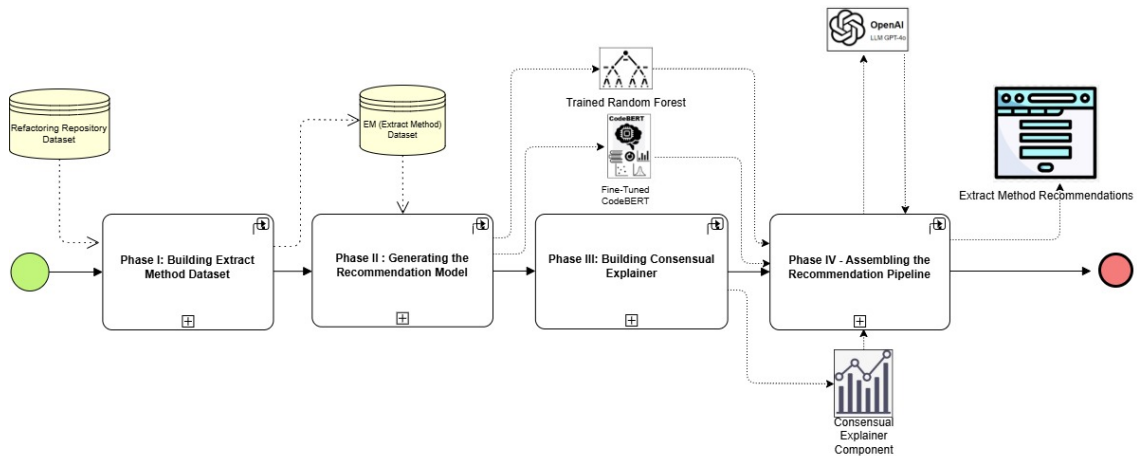 OpenAI
LLM GPT-4o
Refactoring Repository
Dataset
EM (Extract Method)
Dataset
Trained Random Forest
CodeBERT
Fine-Tuned
CodeBERT
Extract Method Recommendations
Phase I: Building Extract
Method Dataset
Phase II : Generating the
Recommendation Model
Phase III: Building Consensual
Explainer
Phase IV - Assembling the
Recommendation Pipeline
Consensual
Explainer
Component